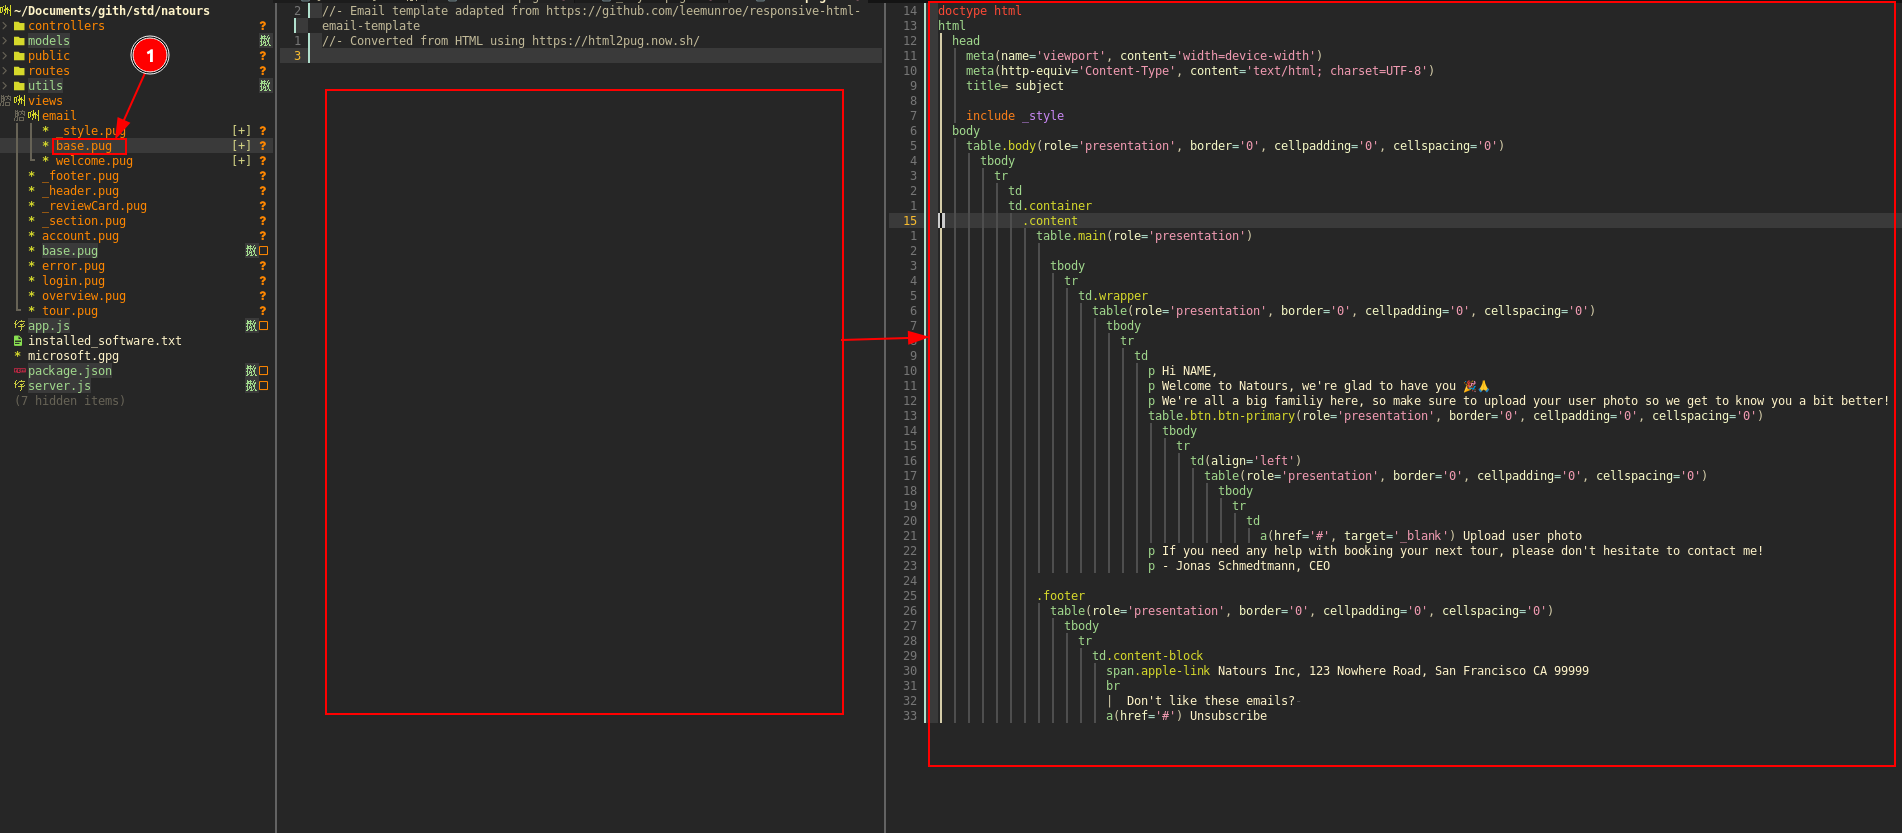 ~/Documents/gith/std/natours
controllers ?
models
public ?
routes ?
utils
views
email
* _style.pug [+] ?
* base.pug [+] ?
* welcome.pug [+] ?
* _footer.pug ?
* _header.pug ?
* _reviewCard.pug ?
* _section.pug ?
* account.pug ?
* base.pug
* error.pug ?
* login.pug ?
* overview.pug ?
* tour.pug ?
app.js
installed_software.txt
* microsoft.gpg
package.json
server.js
(7 hidden items)
1
2 //- Email template adapted from https://github.com/leemunroe/responsive-html-
email-template
1 //- Converted from HTML using https://html2pug.now.sh/
3
14 doctype html
13 html
12 head
11 meta(name='viewport', content='width=device-width')
10 meta(http-equiv='Content-Type', content='text/html; charset=UTF-8')
9 title= subject
8
7 include _style
6 body
5 table.body(role='presentation', border='0', cellpadding='0', cellspacing='0')
4 tbody
3 tr
2 td
1 td.container
15 .content
1 table.main(role='presentation')
2
3 tbody
4 tr
5 td.wrapper
6 table(role='presentation', border='0', cellpadding='0', cellspacing='0')
7 tbody
8 tr
9 td
10 p Hi NAME,
11 p Welcome to Natours, we're glad to have you 🎉🙏
12 p We're all a big familiy here, so make sure to upload your user photo so we get to know you a bit better!
13 table.btn.btn-primary(role='presentation', border='0', cellpadding='0', cellspacing='0')
14 tbody
15 tr
16 td(align='left')
17 table(role='presentation', border='0', cellpadding='0', cellspacing='0')
18 tbody
19 tr
20 td
21 a(href='#', target='_blank') Upload user photo
22 p If you need any help with booking your next tour, please don't hesitate to contact me!
23 p - Jonas Schmedtmann, CEO
24
25 .footer
26 table(role='presentation', border='0', cellpadding='0', cellspacing='0')
27 tbody
28 tr
29 td.content-block
30 span.apple-link Natours Inc, 123 Nowhere Road, San Francisco CA 99999
31 br
32 | Don't like these emails?
33 a(href='#') Unsubscribe